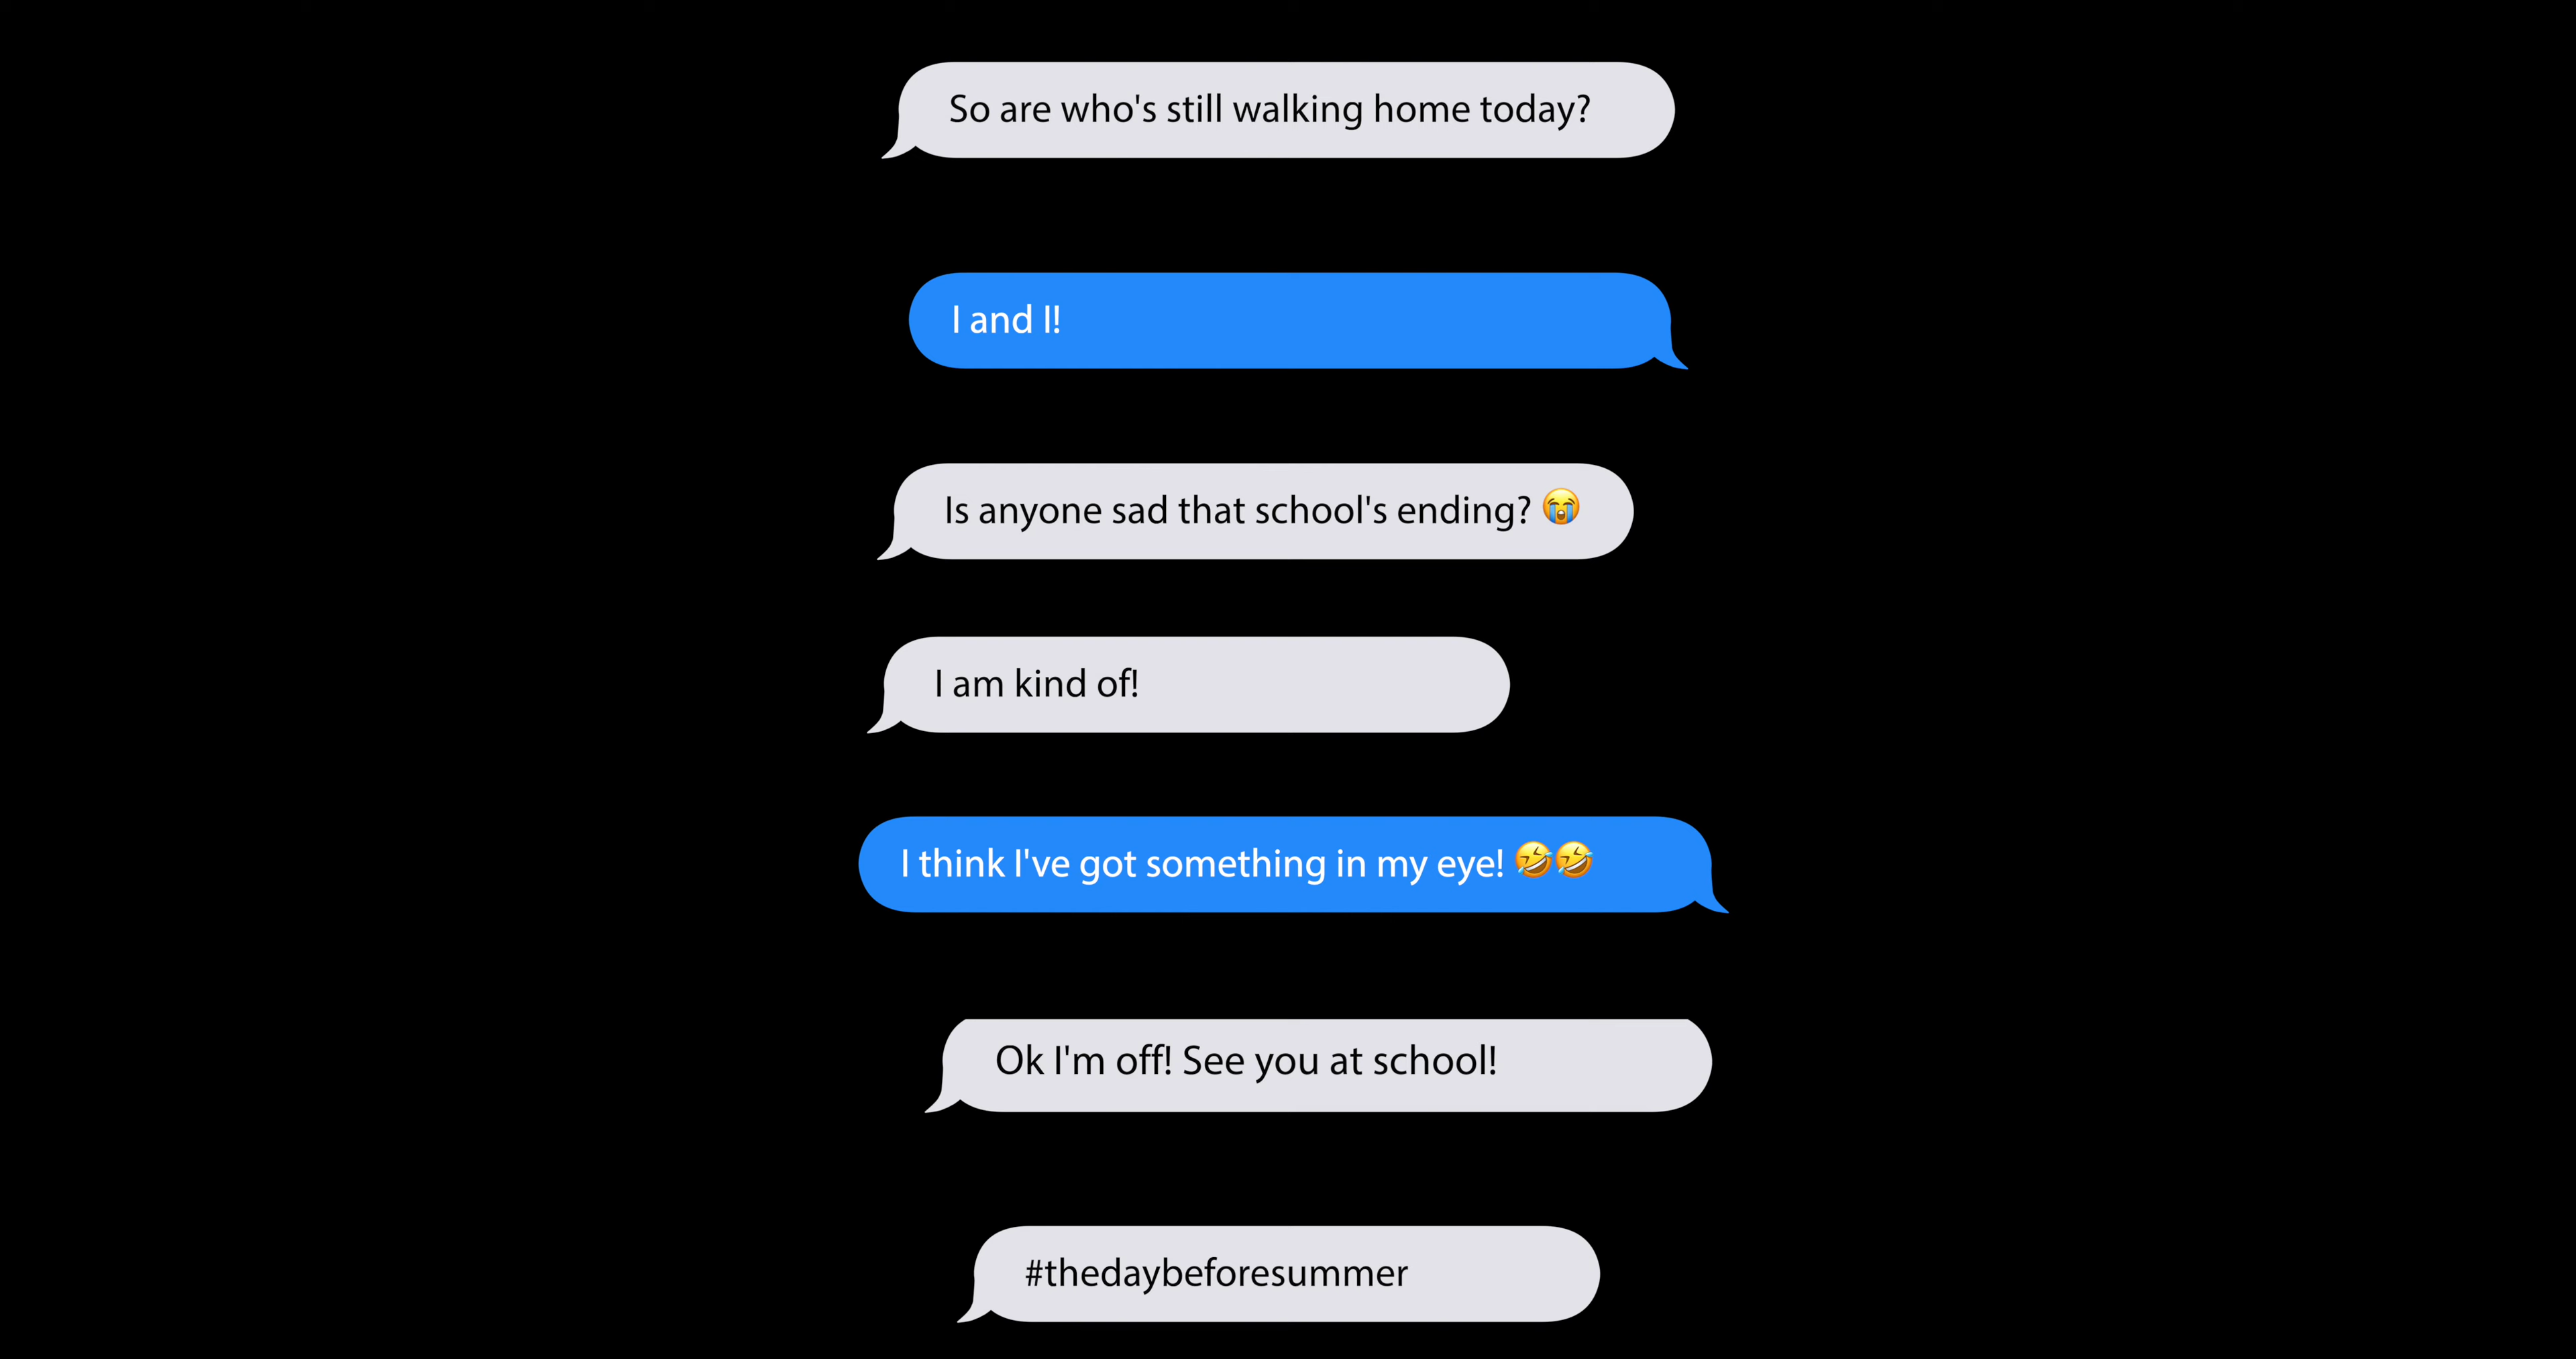 So are who's still walking home today?
I and I!
Is anyone sad that school's ending? 😭
I am kind of!
I think I've got something in my eye! 🤣🤣
Ok I'm off! See you at school!
#thedaybeforesummer